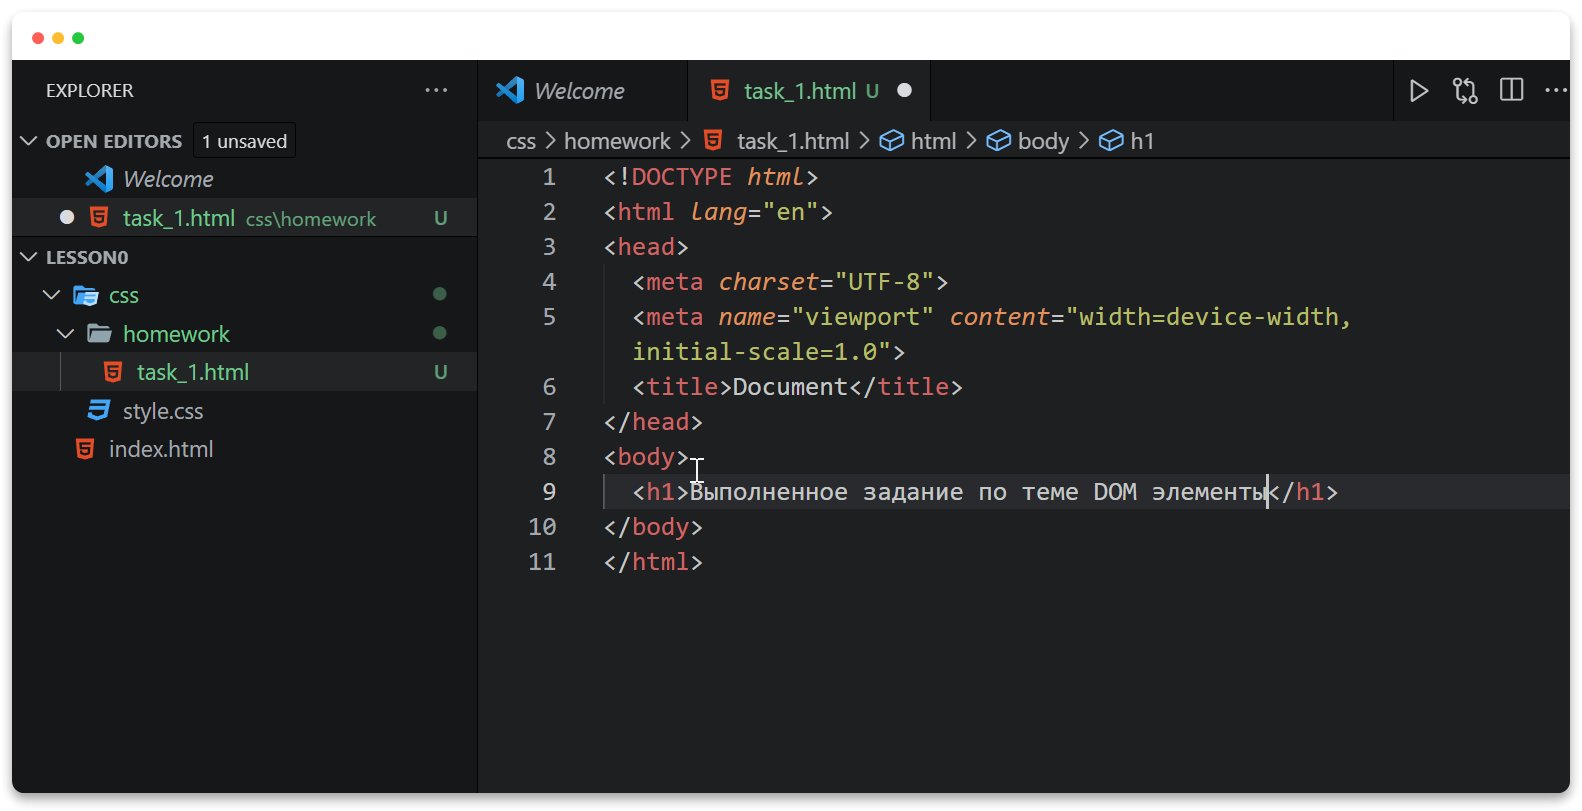 EXPLORER
OPEN EDITORS 1 unsaved
Welcome
task_1.html css\homework U
LESSON0
css
homework
task_1.html U
style.css
index.html
Welcome
task_1.html U
css > homework > task_1.html > html > body > h1
1 <!DOCTYPE html>
2 <html lang="en">
3 <head>
4 <meta charset="UTF-8">
5 <meta name="viewport" content="width=device-width,
initial-scale=1.0">
6 <title>Document</title>
7 </head>
8 <body>
9 <h1>Выполненное задание по теме DOM элементы</h1>
10 </body>
11 </html>